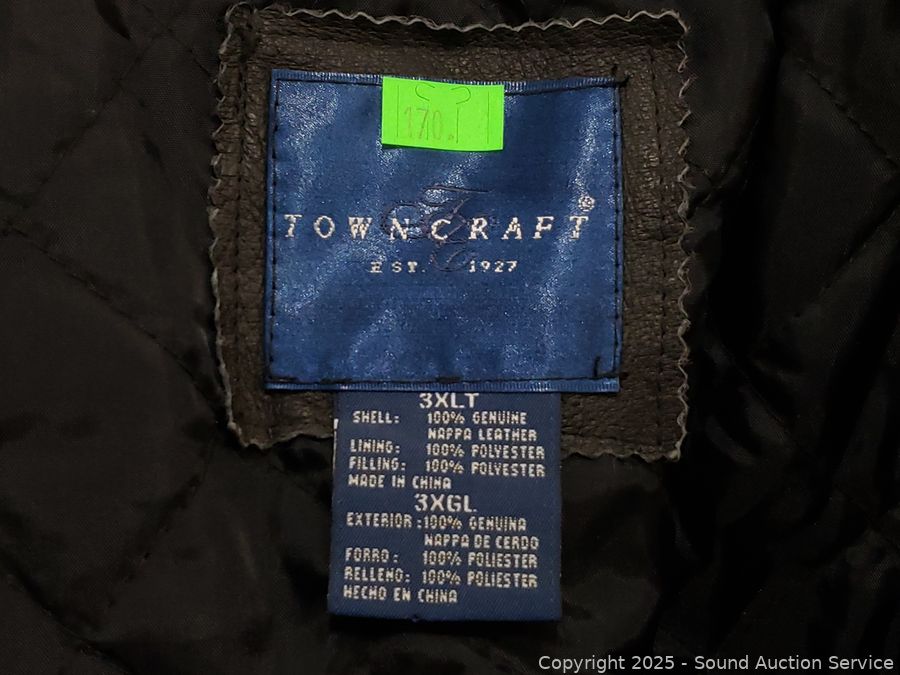 170.
TOWNCRAFT®
EST. 1927
3XLT
SHELL: 100% GENUINE
NAPPA LEATHER
LINING: 100% POLYESTER
FILLING: 100% POLYESTER
MADE IN CHINA
3XGL
EXTERIOR: 100% GENUINA
NAPPA DE CERDO
FORRO: 100% POLIESTER
RELLENO: 100% POLIESTER
HECHO EN CHINA
Copyright © 2025 - Sound Auction Service